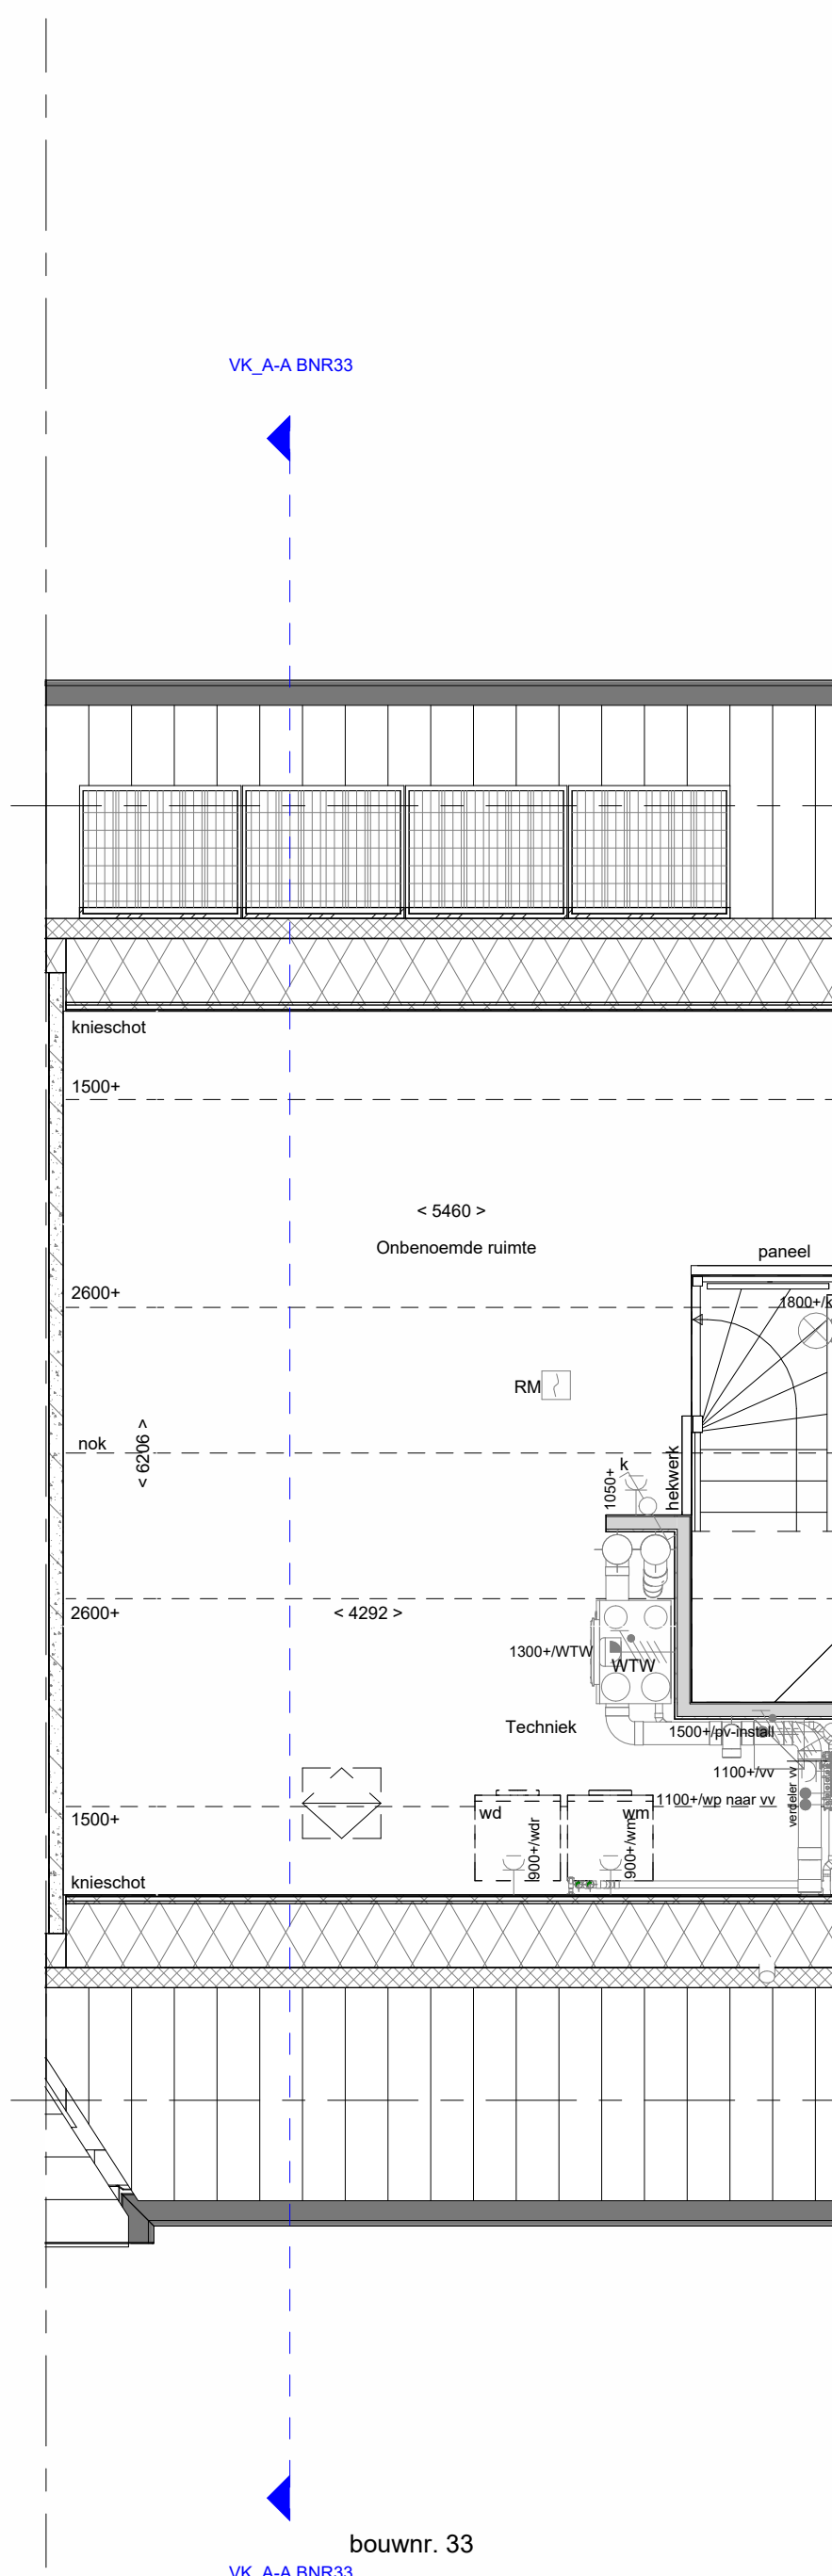 VK_A-A BNR33
knieschot
1500+
< 5460 >
Onbenoemde ruimte
paneel
2600+
1800+/k
RM
nok
< 6206 >
k
1050+
hekwerk
2600+
< 4292 >
1300+/WTW
WTW
Techniek
1500+/pv-install
1100+/vv
verdeler vv
1100+/wp naar vv
1500+
wd
wm
900+/wdr
900+/wm
knieschot
bouwnr. 33
VK_A-A BNR33